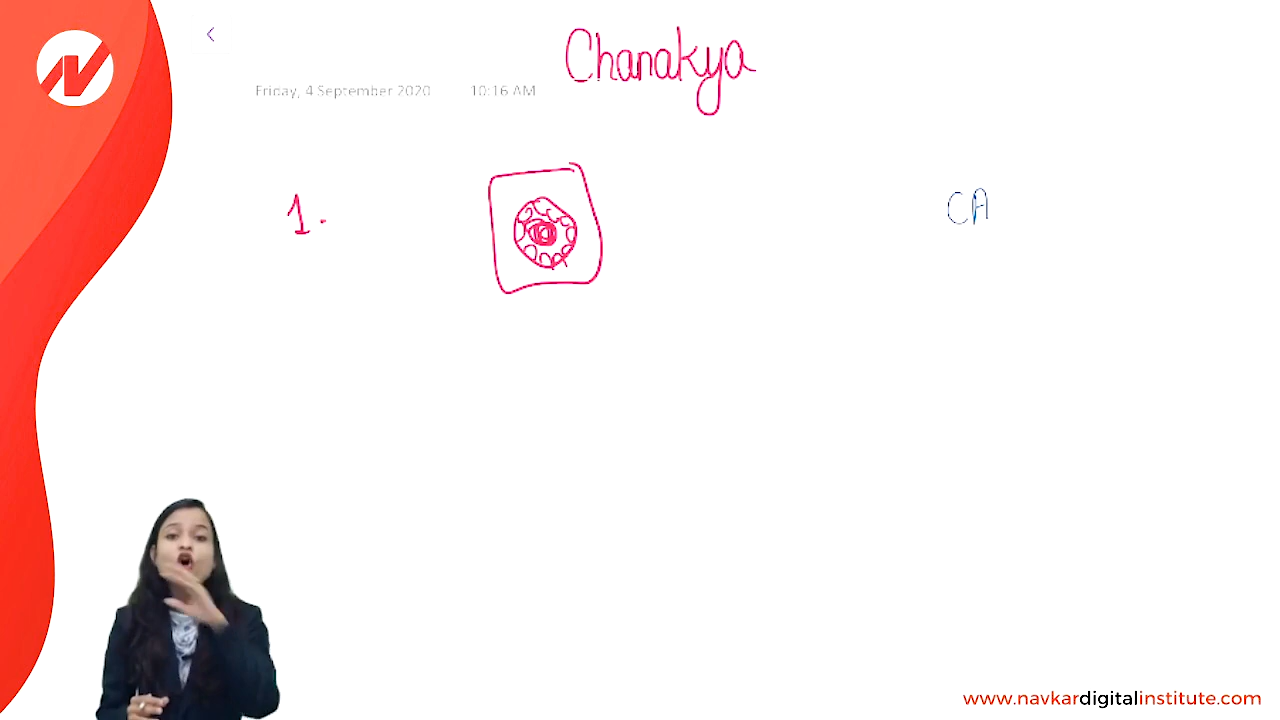 Chanakya
Friday, 4 September 2020 10:16 AM
1.
CA
www.navkardigitalinstitute.com